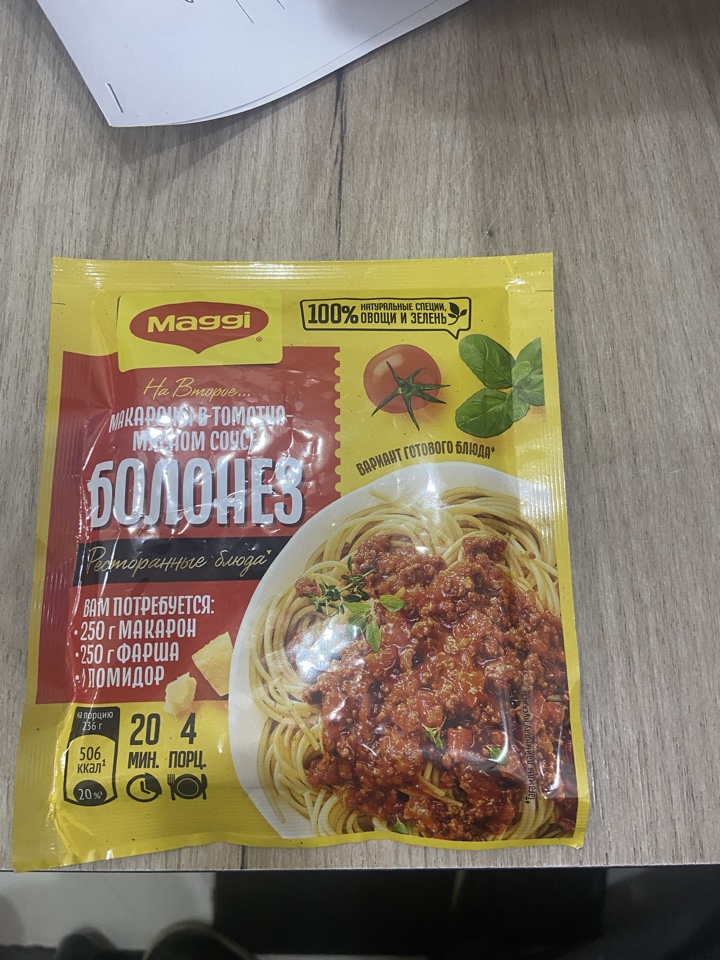 Maggi
100% НАТУРАЛЬНЫЕ СПЕЦИИ,
ОВОЩИ И ЗЕЛЕНЬ
На Второе...
МАКАРОНЫ В ТОМАТНО-
МЯСНОМ СОУСЕ
БОЛОНЕЗ
Ресторанные блюда*
ВАРИАНТ ГОТОВОГО БЛЮДА*
ВАМ ПОТРЕБУЕТСЯ:
• 250 г МАКАРОН
• 250 г ФАРША
• 1 ПОМИДОР
на порцию
236 г
506
ккал¹
20%
20 МИН.
4 ПОРЦ.